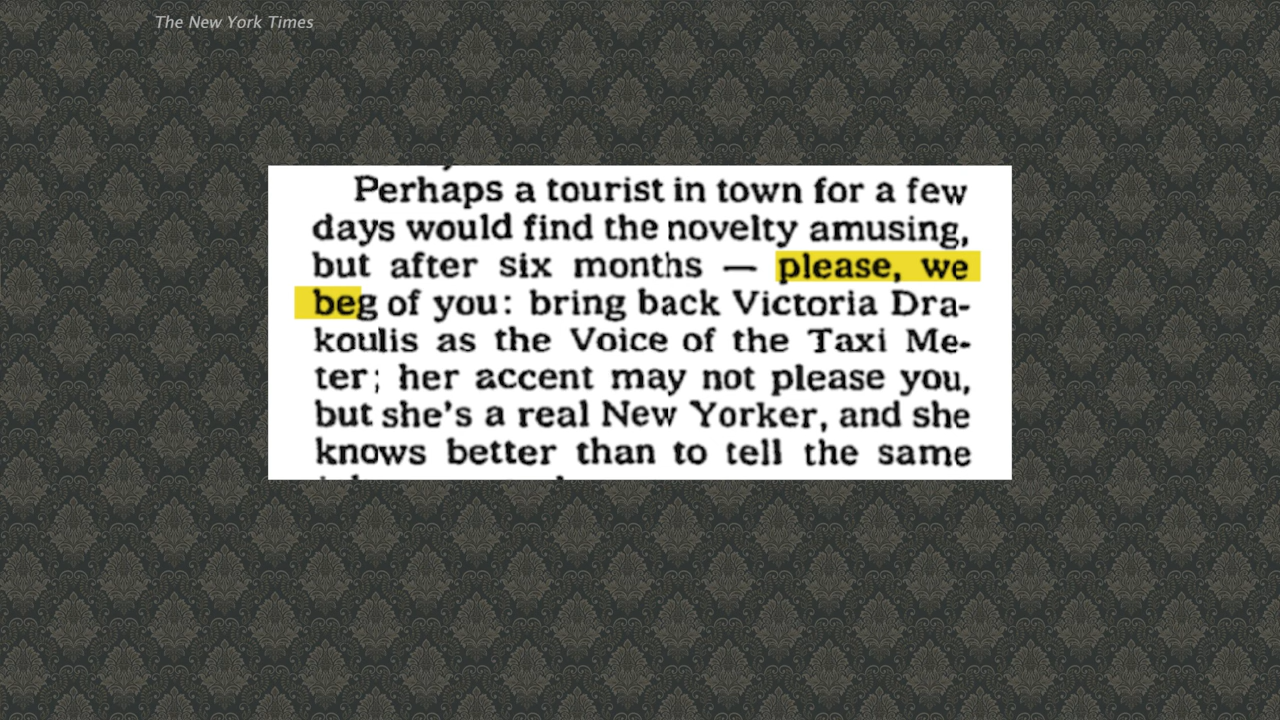 The New York Times
Perhaps a tourist in town for a few
days would find the novelty amusing,
but after six months — please, we
beg of you: bring back Victoria Dra-
koulis as the Voice of the Taxi Me-
ter; her accent may not please you,
but she's a real New Yorker, and she
knows better than to tell the same